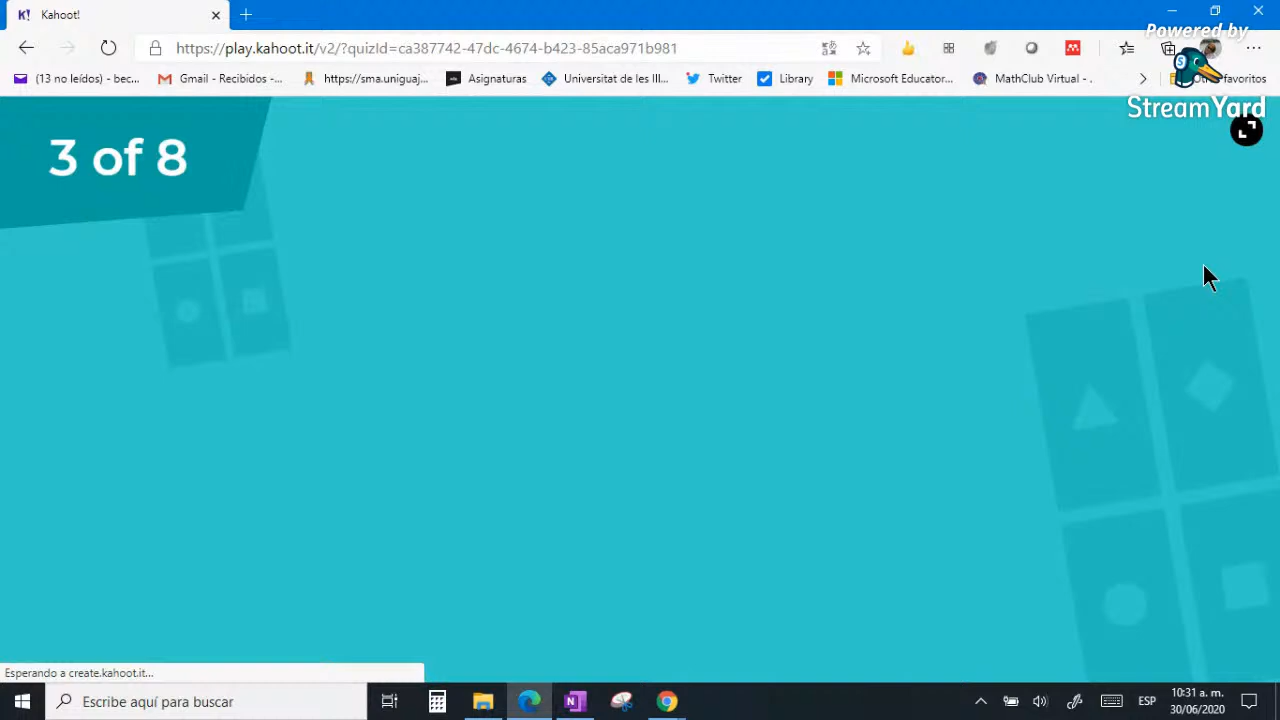 K! Kahoot!
https://play.kahoot.it/v2/?quizId=ca387742-47dc-4674-b423-85aca971b981
Powered by
(13 no leídos) - bec...
Gmail - Recibidos -...
https://sma.uniguaj...
Asignaturas
Universitat de les Ill...
Twitter
Library
Microsoft Educator...
MathClub Virtual - .
favoritos
StreamYard
3 of 8
Esperando a create.kahoot.it...
Escribe aquí para buscar
ESP
10:31 a. m.
30/06/2020